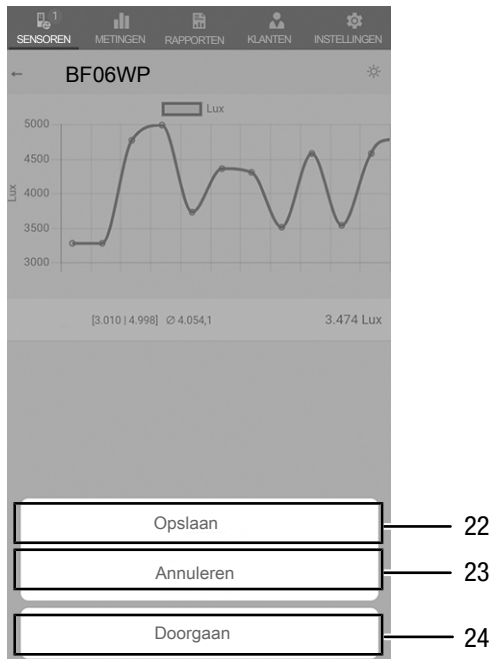 1
SENSOREN METINGEN RAPPORTEN KLANTEN INSTELLINGEN
← BF06WP
Lux
5000
4500
4000
3500
3000
Lux
[3.010 | 4.998] Ø 4.054,1 3.474 Lux
Opslaan 22
Annuleren 23
Doorgaan 24